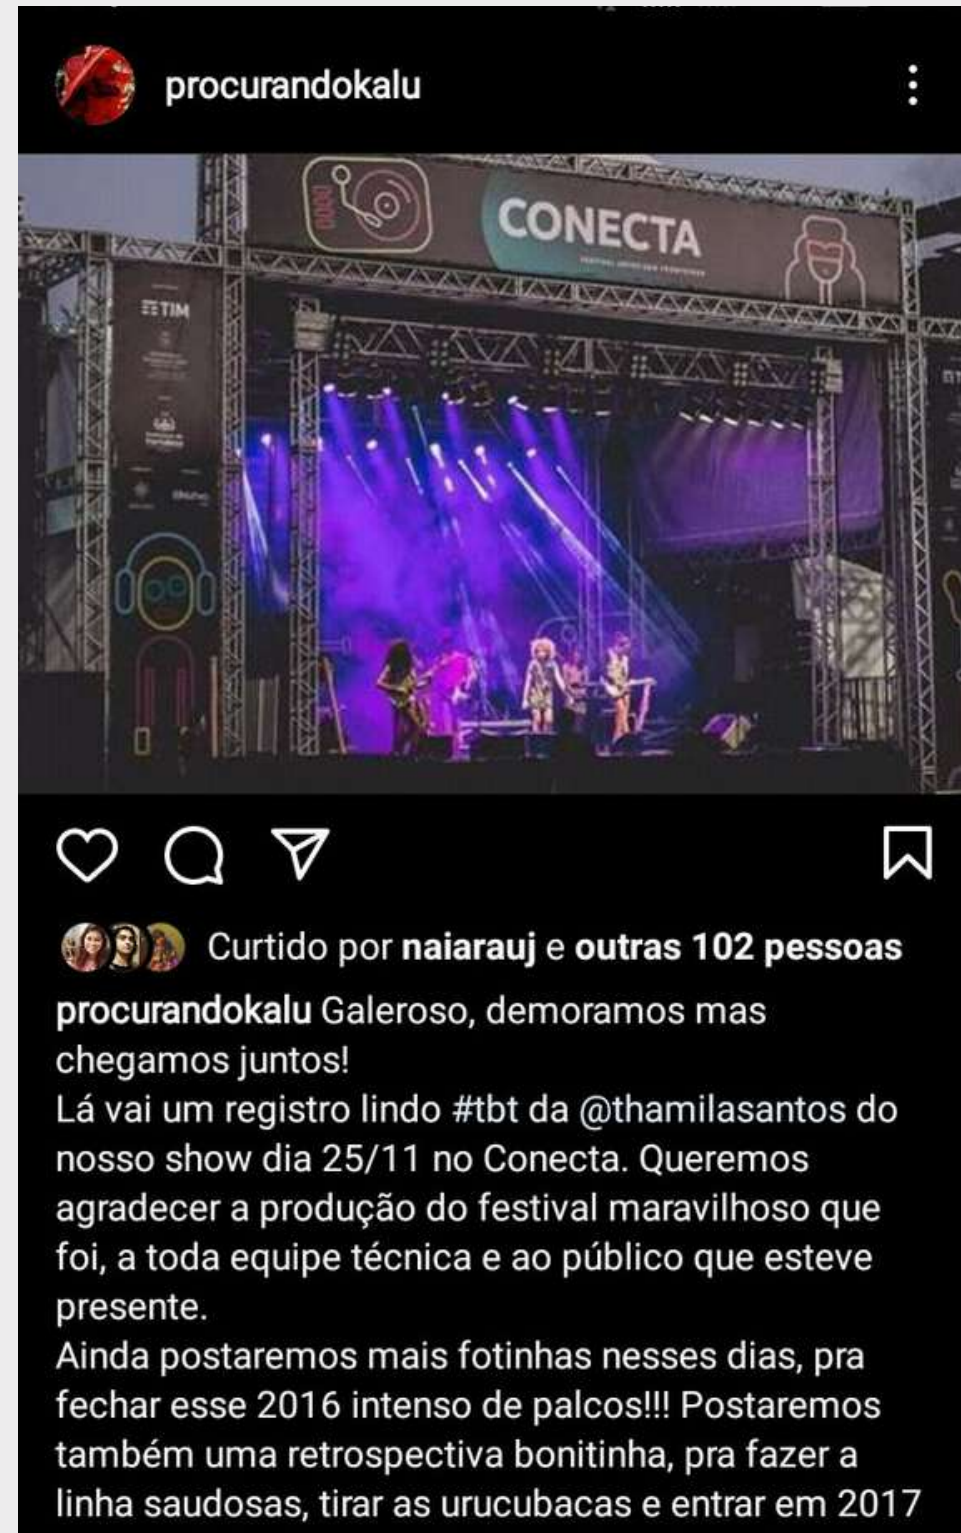 procurandokalu
CONECTA
TIM
Curtido por naiarauj e outras 102 pessoas
procurandokalu Galeroso, demoramos mas
chegamos juntos!
Lá vai um registro lindo #tbt da @thamilasantos do
nosso show dia 25/11 no Conecta. Queremos
agradecer a produção do festival maravilhoso que
foi, a toda equipe técnica e ao público que esteve
presente.
Ainda postaremos mais fotinhas nesses dias, pra
fechar esse 2016 intenso de palcos!!! Postaremos
também uma retrospectiva bonitinha, pra fazer a
linha saudosas, tirar as urucubacas e entrar em 2017